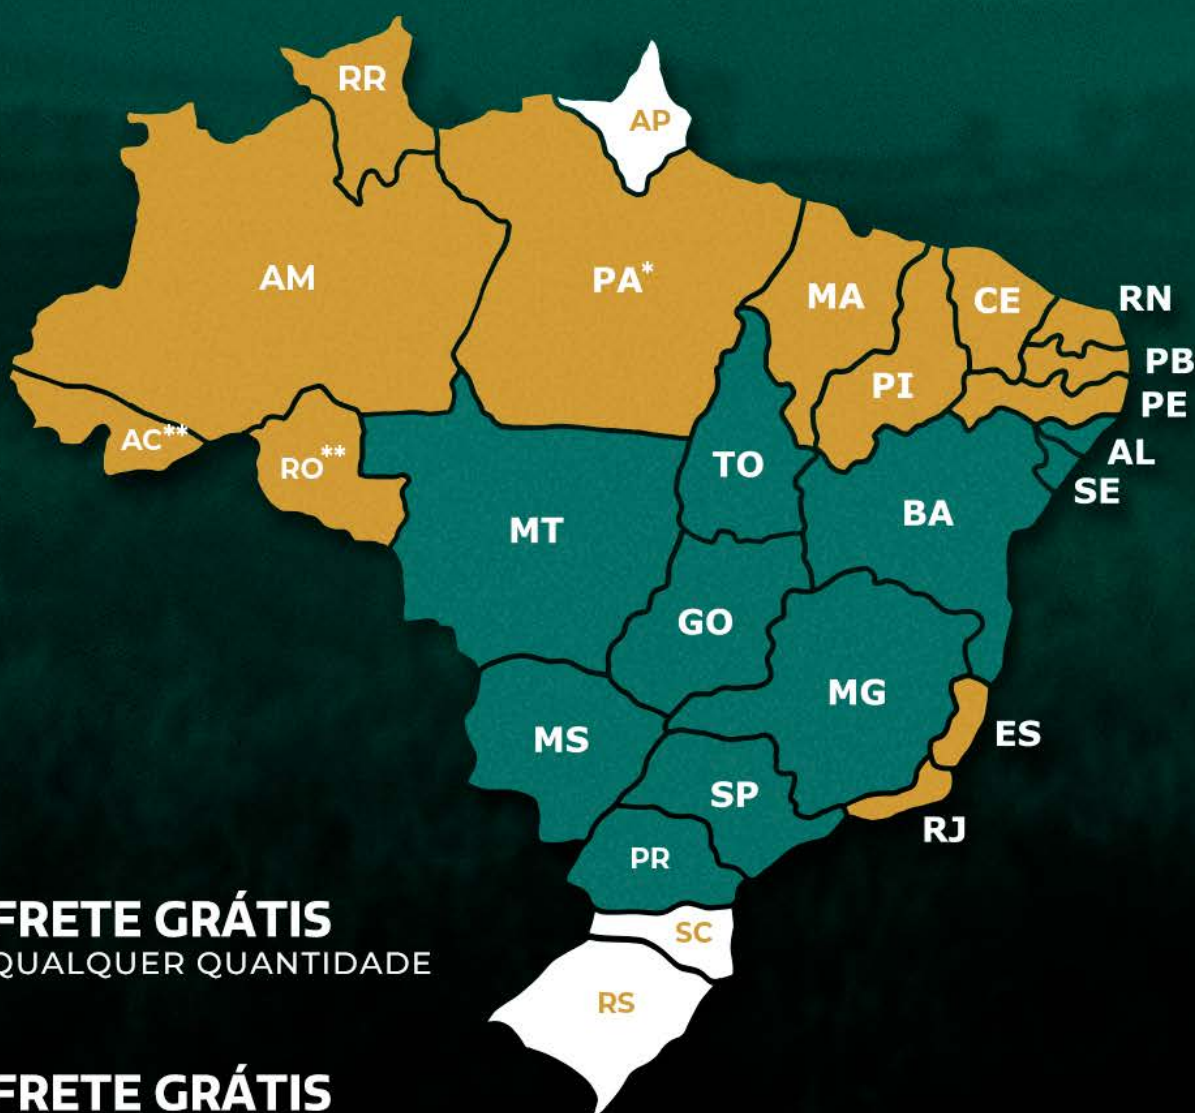 RR
AP
AM
PA*
MA
CE
RN
PB
PI
PE
AC**
RO**
AL
TO
SE
BA
MT
GO
MG
ES
MS
SP
RJ
PR
FRETE GRÁTIS
SC
QUALQUER QUANTIDADE
RS
FRETE GRÁTIS